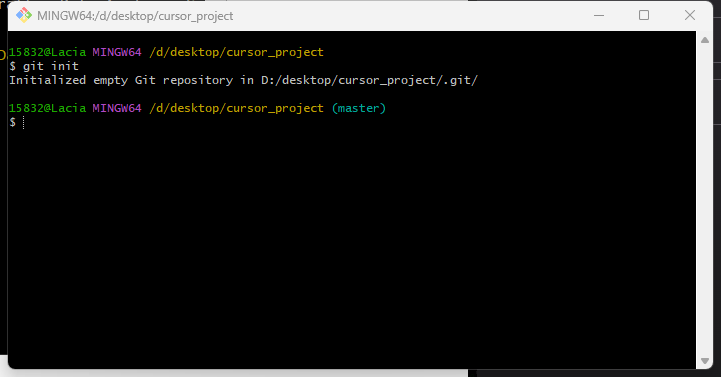 MINGW64:/d/desktop/cursor_project
15832@Lacia MINGW64 /d/desktop/cursor_project
$ git init
Initialized empty Git repository in D:/desktop/cursor_project/.git/
15832@Lacia MINGW64 /d/desktop/cursor_project (master)
$